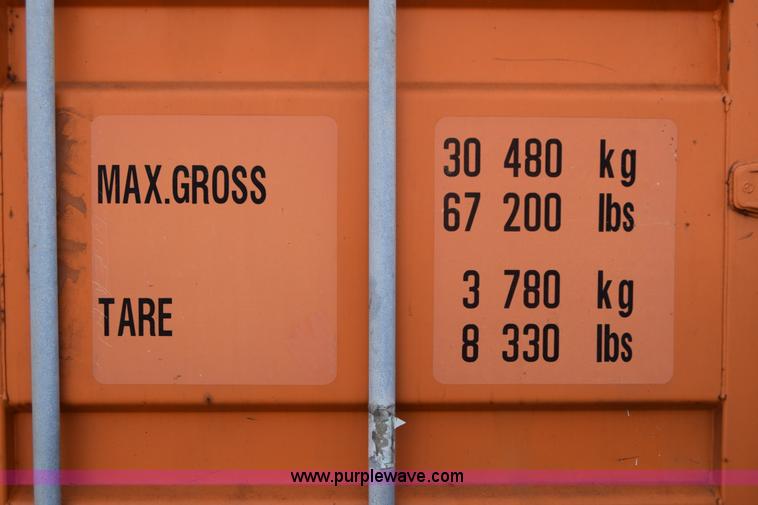 MAX.GROSS 30 480 kg
67 200 lbs
TARE 3 780 kg
8 330 lbs
www.purplewave.com